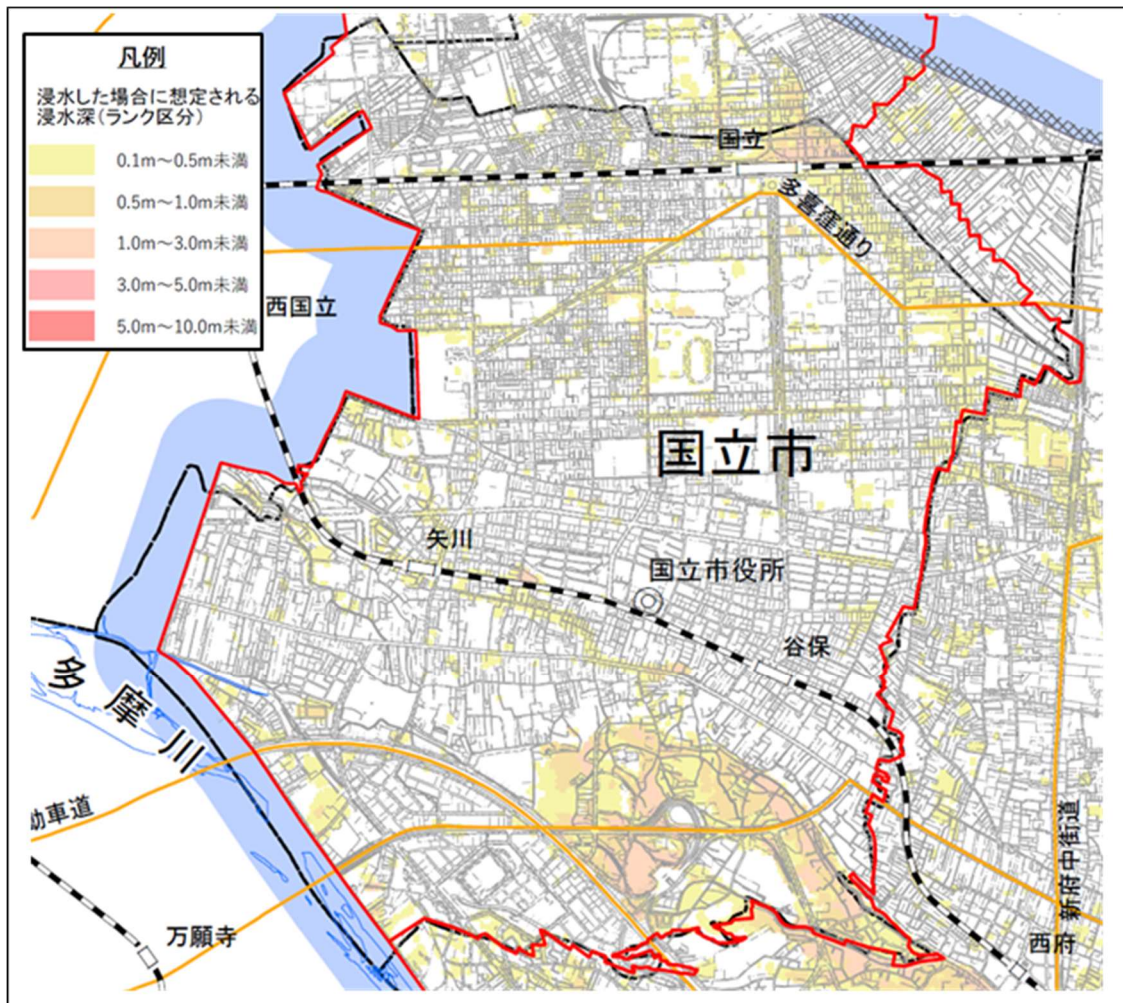 凡例
浸水した場合に想定される
浸水深(ランク区分)
0.1m～0.5m未満
0.5m～1.0m未満
1.0m～3.0m未満
3.0m～5.0m未満
5.0m～10.0m未満
国立
多喜窪通り
西国立
国立市
矢川
国立市役所
谷保
多摩川
動車道
万願寺
新府中街道
西府